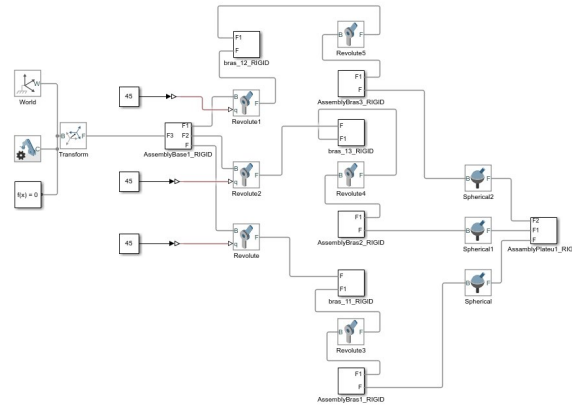 B F
Revolute5
F1
F
bras_12_RIGID
W
World
45
B F
q
Revolute1
F1
F
AssemblyBras3_RIGID
C
B F
Transform
F3 F1
F2
F
AssemblyBase1_RIGID
F
F1
bras_13_RIGID
f(x) = 0
45
B F
q
Revolute2
B F
Revolute4
B F
Spherical2
F1
F
AssemblyBras2_RIGID
B F
Spherical1
F2
F1
F
AssamblyPlateu1_RIG
45
B F
q
Revolute
F
F1
bras_11_RIGID
B F
Spherical
B F
Revolute3
F1
F
AssemblyBras1_RIGID